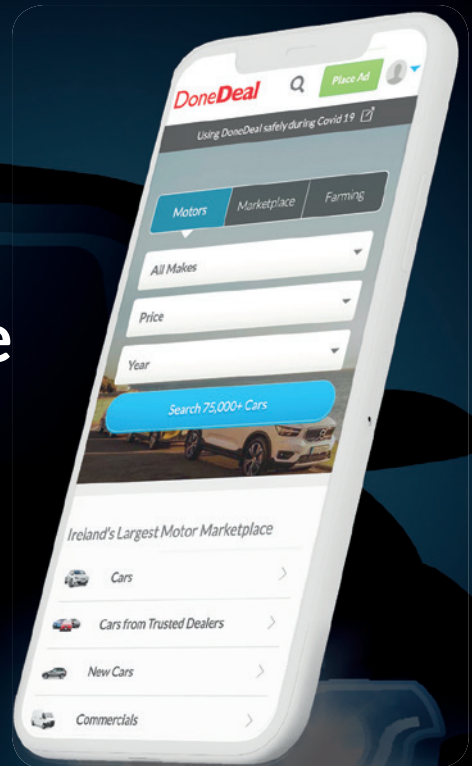 DoneDeal
Place Ad
Using DoneDeal safely during Covid 19
Motors
Marketplace
Farming
All Makes
Price
Year
Search 75,000+ Cars
Ireland's Largest Motor Marketplace
Cars
Cars from Trusted Dealers
New Cars
Commercials
e